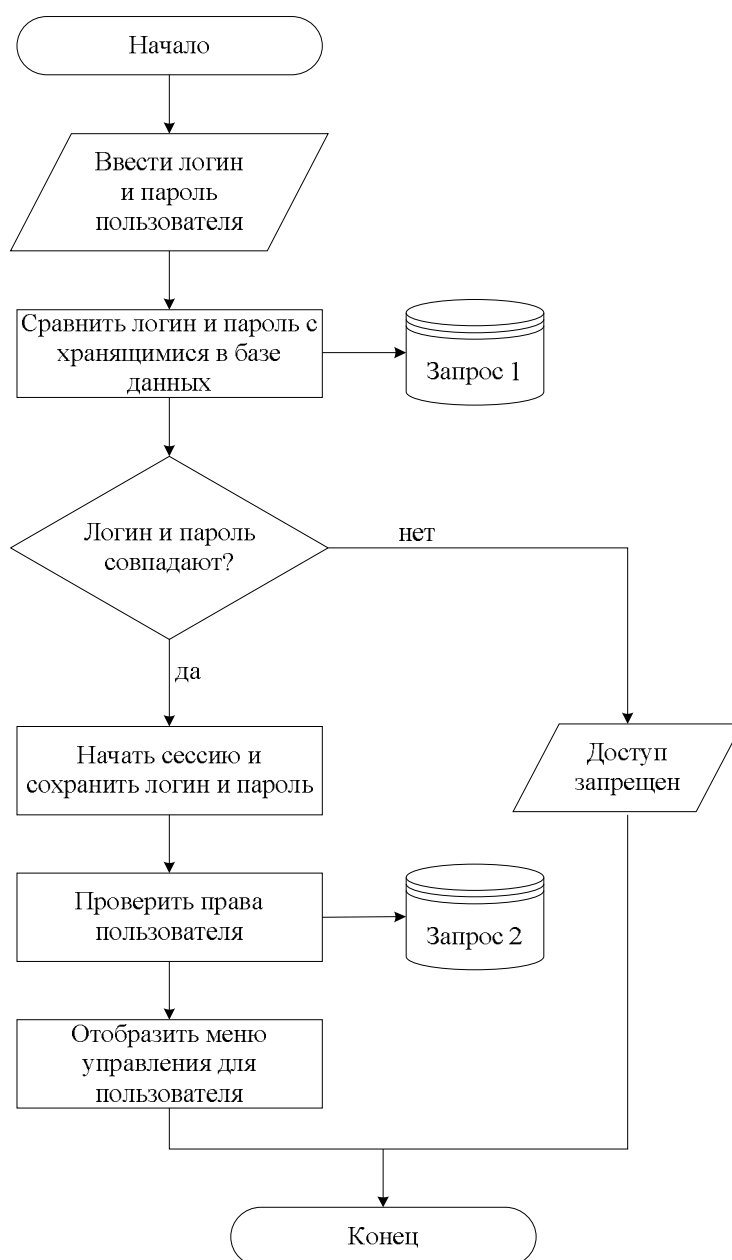 Начало
Ввести логин
и пароль
пользователя
Сравнить логин и пароль с
хранящимися в базе
данных
Запрос 1
Логин и пароль
совпадают?
нет
да
Начать сессию и
сохранить логин и пароль
Доступ
запрещен
Проверить права
пользователя
Запрос 2
Отобразить меню
управления для
пользователя
Конец